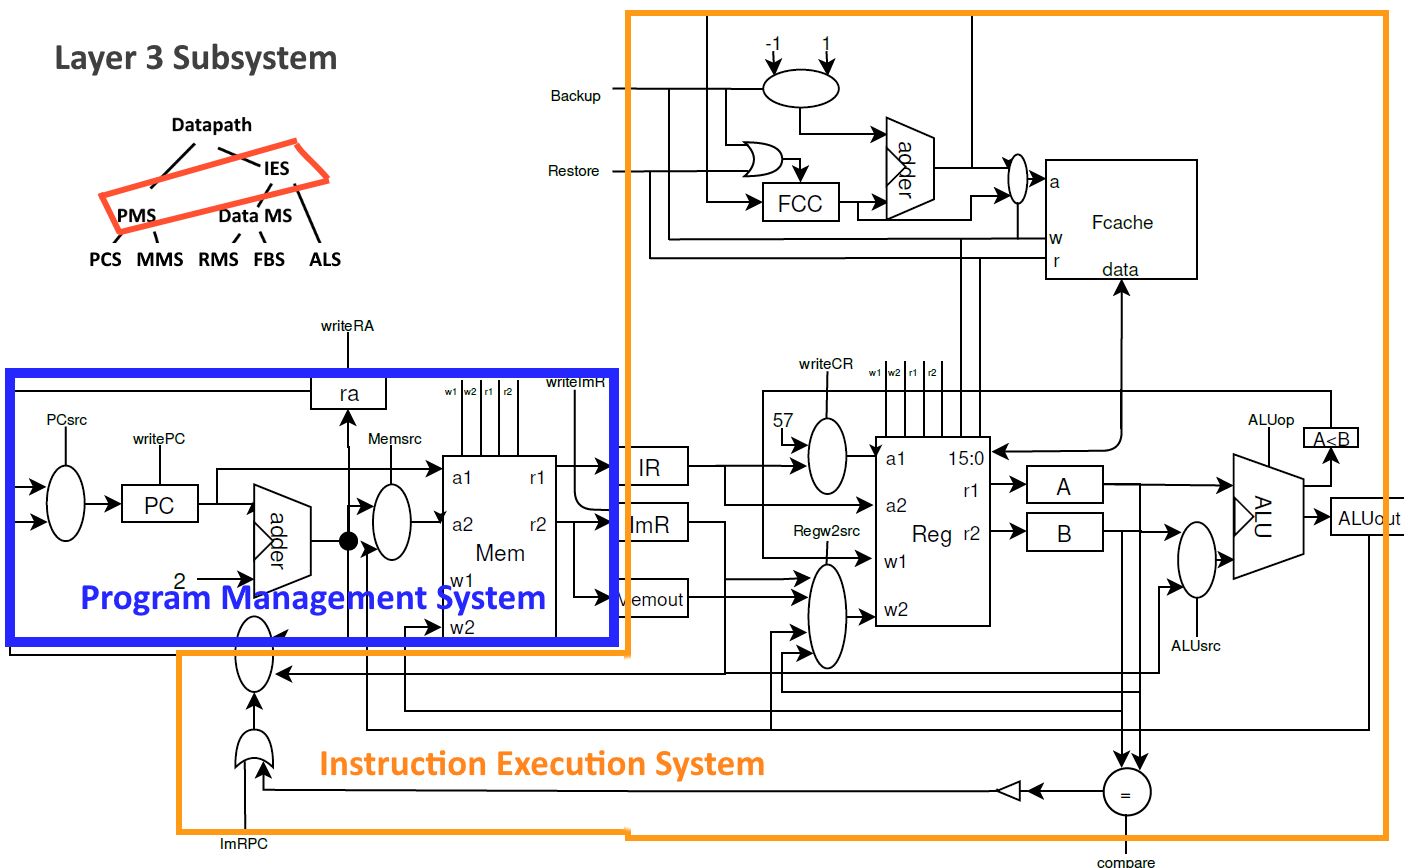 Layer 3 Subsystem
Datapath
IES
PMS Data MS
PCS MMS RMS FBS ALS
-1 1
Backup
Restore
adder
FCC
a
Fcache
w
r
data
writeRA
ra
w1 w2 r1 r2
writeImR
PCsrc
writePC
Memsrc
PC
adder
2
a1 r1
a2 r2
Mem
w1
w2
Program Management System
IR
ImR
Memout
writeCR
57
w1 w2 r1 r2
a1 15:0
r1
a2
Reg r2
w1
w2
Regw2src
A
B
ALUop
A<B
ALU
ALUout
ALUsrc
Instruction Execution System
=
ImRPC
compare